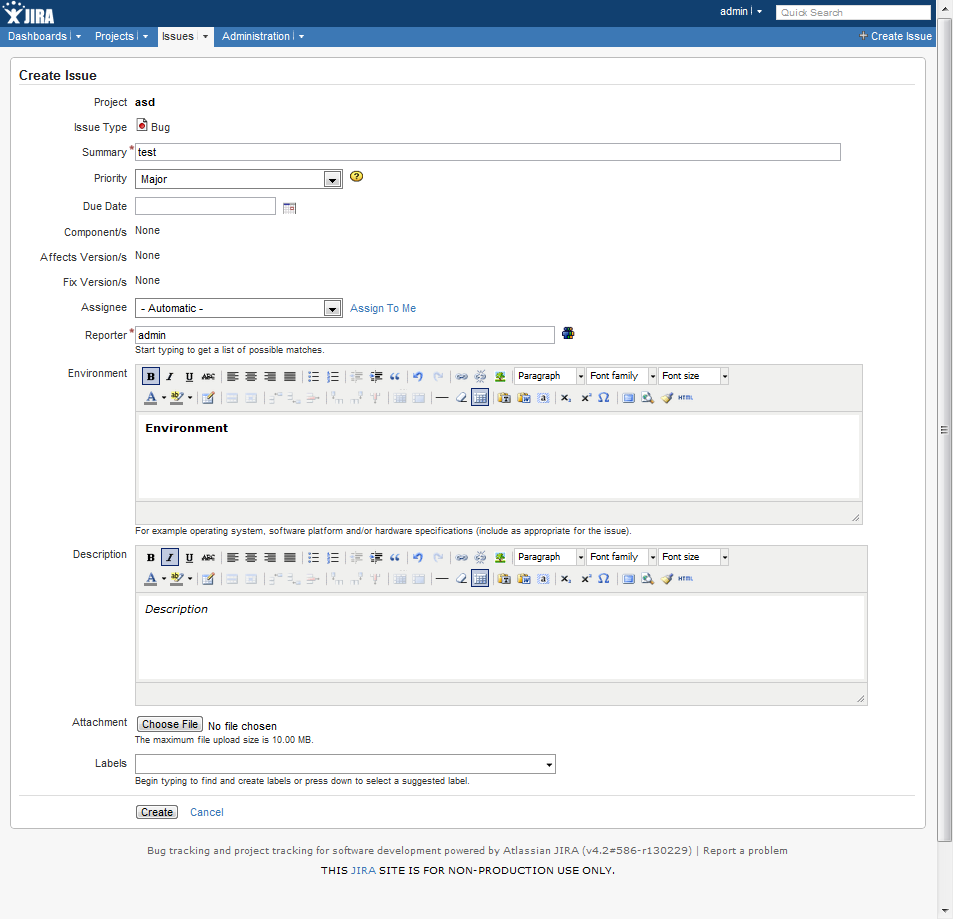 JIRA
admin
Quick Search
Dashboards Projects Issues Administration Create Issue
Create Issue
Project asd
Issue Type Bug
Summary* test
Priority Major ?
Due Date
Component/s None
Affects Version/s None
Fix Version/s None
Assignee - Automatic - Assign To Me
Reporter* admin
Start typing to get a list of possible matches.
Environment B I U ABC Paragraph Font family Font size
A ab HTML
Environment
For example operating system, software platform and/or hardware specifications (include as appropriate for the issue).
Description B I U ABC Paragraph Font family Font size
A ab HTML
Description
Attachment Choose File No file chosen
The maximum file upload size is 10.00 MB.
Labels
Begin typing to find and create labels or press down to select a suggested label.
Create Cancel
Bug tracking and project tracking for software development powered by Atlassian JIRA (v4.2#586-r130229) | Report a problem
THIS JIRA SITE IS FOR NON-PRODUCTION USE ONLY.